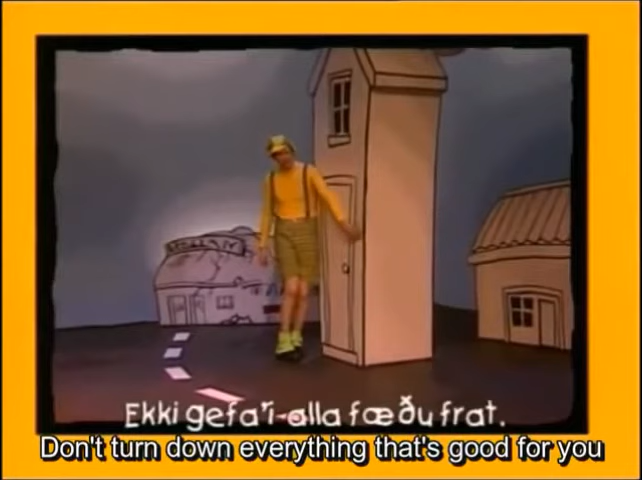 Ekki gefa'i-alla fæðu frat.
Don't turn down everything that's good for you